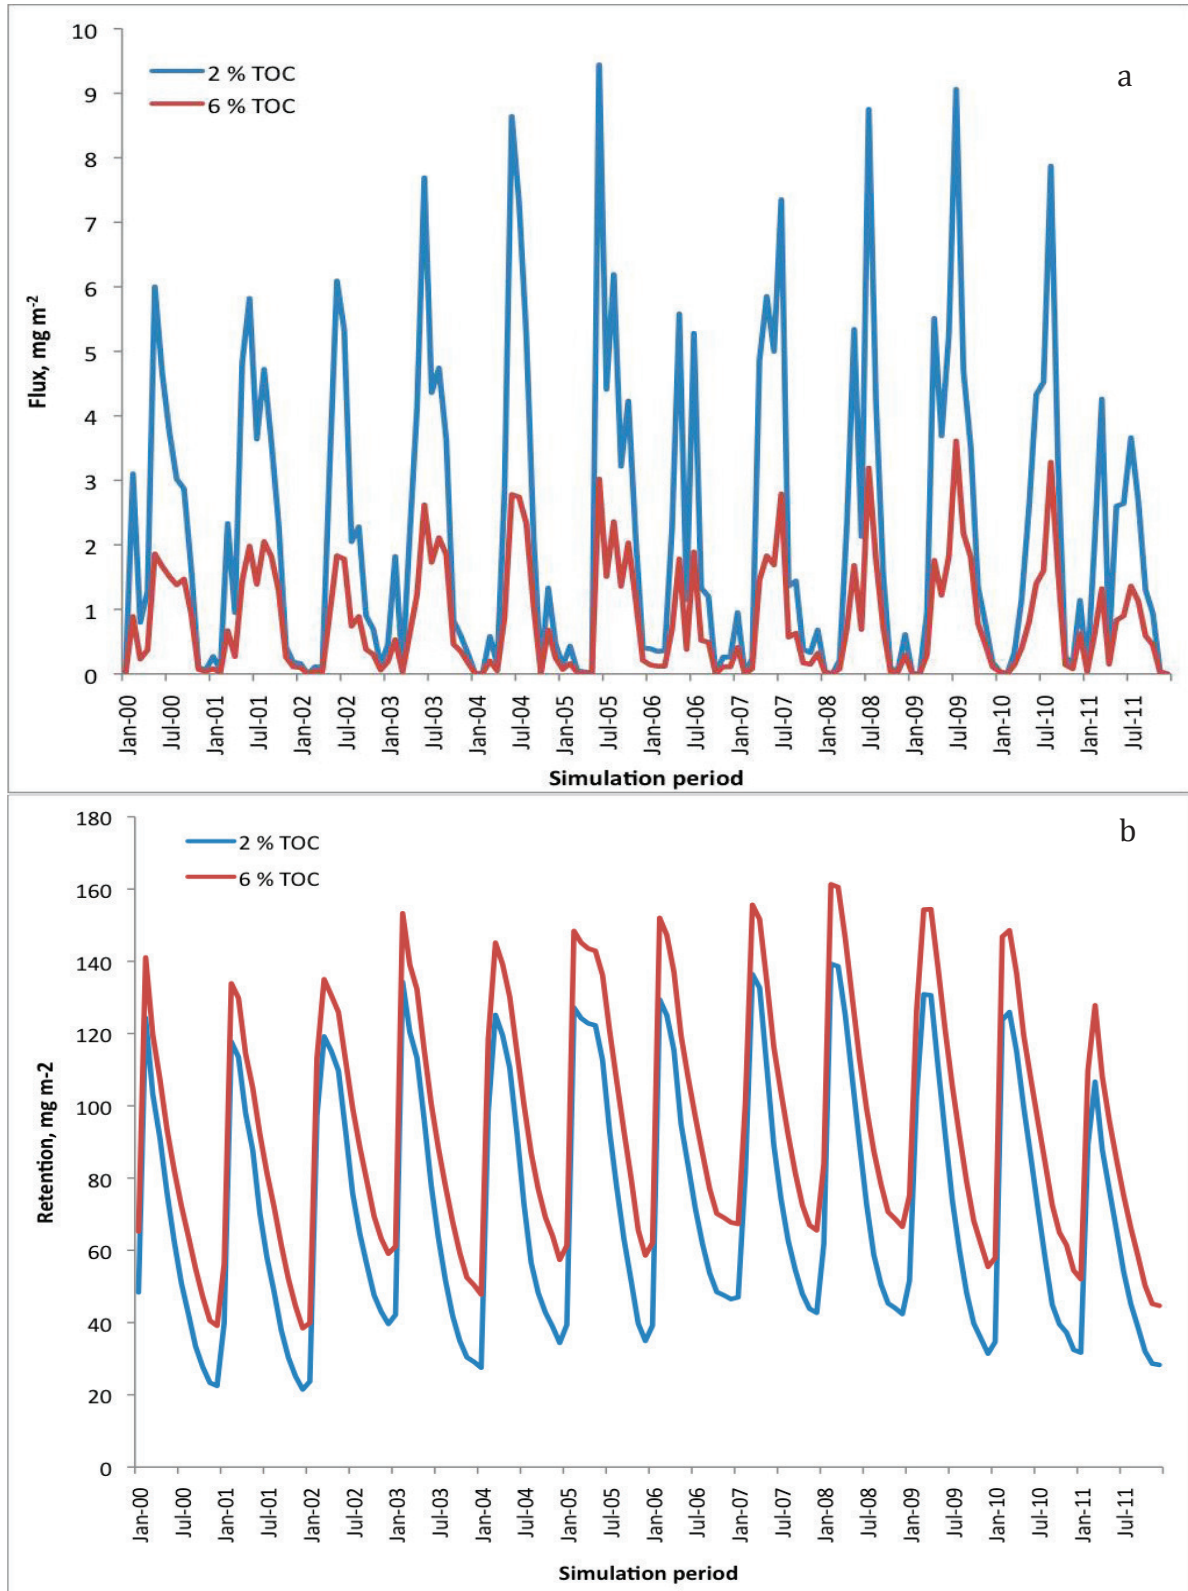 10
9
8
7
6
5
4
3
2
1
0
2 % TOC
6 % TOC
a
Flux, mg m-2
Jan-00
Jul-00
Jan-01
Jul-01
Jan-02
Jul-02
Jan-03
Jul-03
Jan-04
Jul-04
Jan-05
Jul-05
Jan-06
Jul-06
Jan-07
Jul-07
Jan-08
Jul-08
Jan-09
Jul-09
Jan-10
Jul-10
Jan-11
Jul-11
Simulation period
180
160
140
120
100
80
60
40
20
0
2 % TOC
6 % TOC
b
Retention, mg m-2
Jan-00
Jul-00
Jan-01
Jul-01
Jan-02
Jul-02
Jan-03
Jul-03
Jan-04
Jul-04
Jan-05
Jul-05
Jan-06
Jul-06
Jan-07
Jul-07
Jan-08
Jul-08
Jan-09
Jul-09
Jan-10
Jul-10
Jan-11
Jul-11
Simulation period